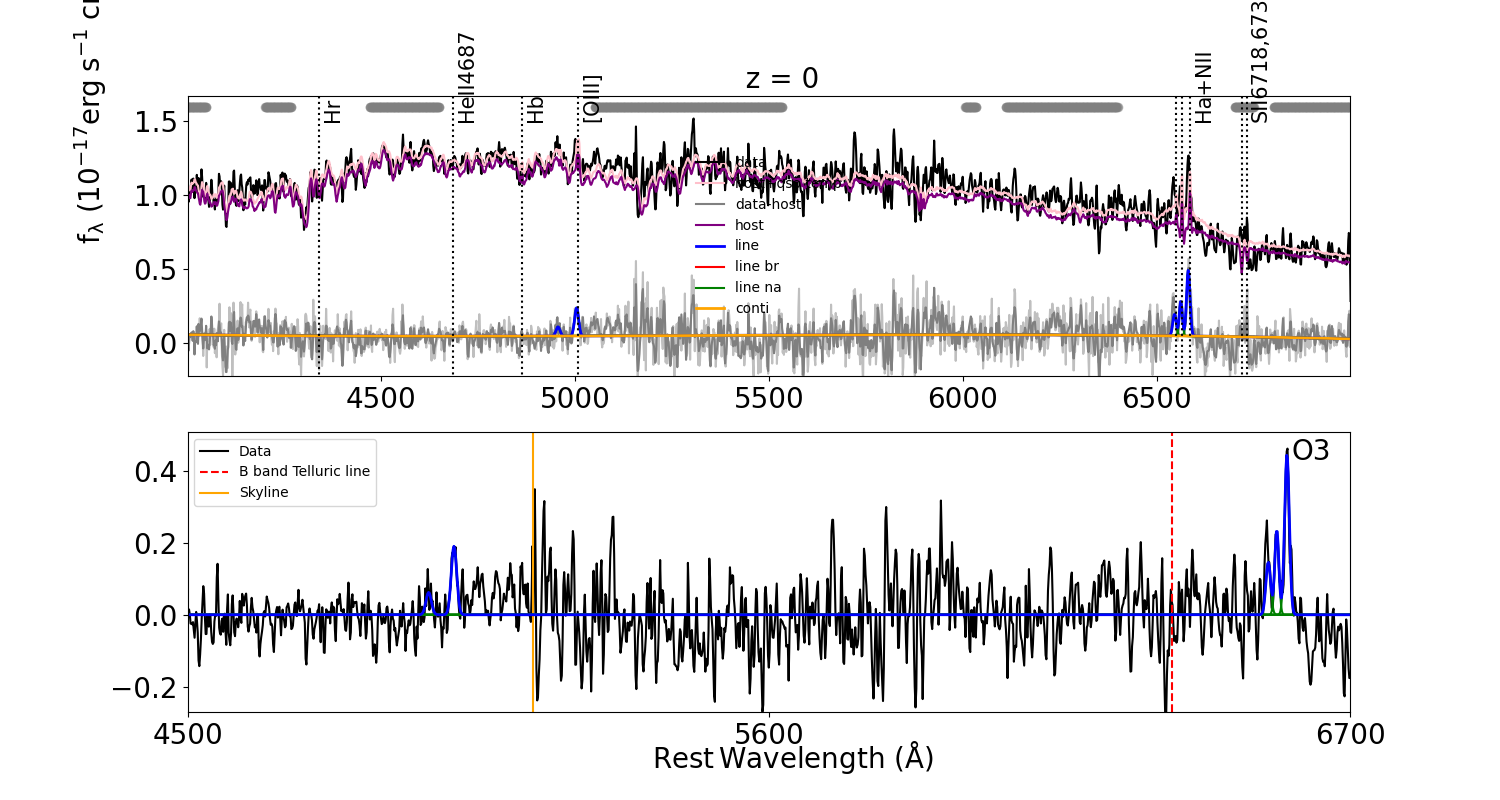 z = 0
f_λ (10^−17 erg s^−1 c
Hr
HeII4687
Hb
[OIII]
Ha+NII
SII6718,673
1.5
1.0
0.5
0.0
data
data-host
host
line
line br
line na
conti
4500
5000
5500
6000
6500
Data
B band Telluric line
Skyline
O3
0.4
0.2
0.0
−0.2
4500
5600
6700
Rest Wavelength (Å)